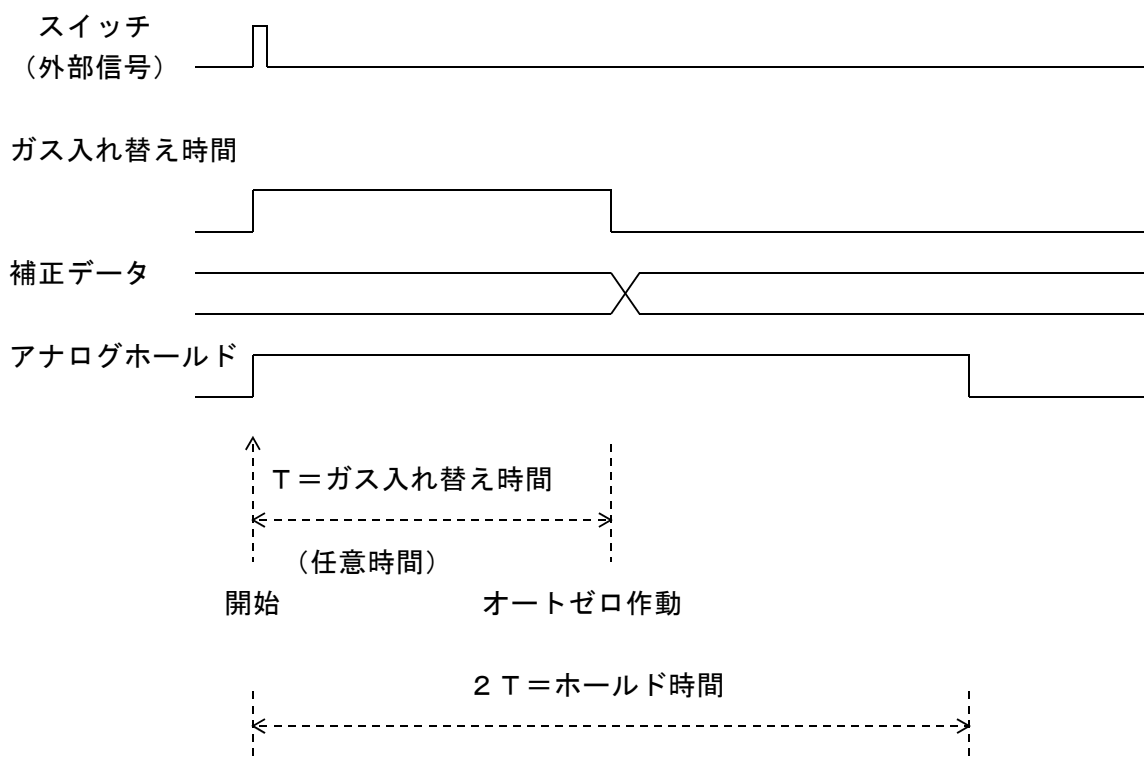 スイッチ
（外部信号）
ガス入れ替え時間
補正データ
アナログホールド
Ｔ＝ガス入れ替え時間
（任意時間）
開始
オートゼロ作動
２Ｔ＝ホールド時間